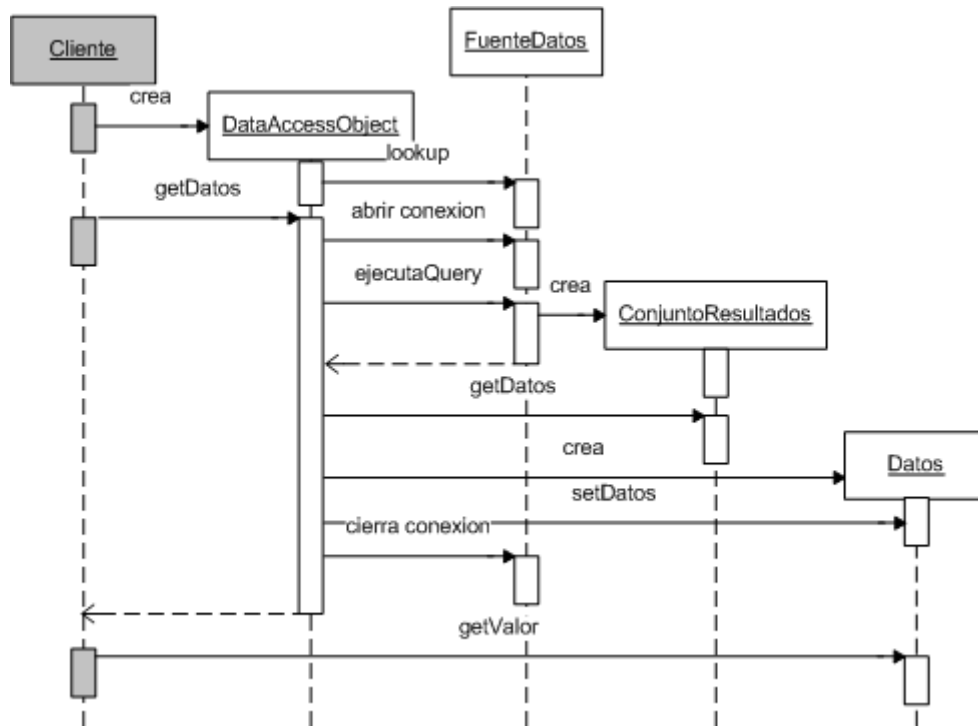 Cliente
FuenteDatos
crea
DataAccessObject
lookup
getDatos
abrir conexion
ejecutaQuery
crea
ConjuntoResultados
getDatos
crea
Datos
setDatos
cierra conexion
getValor